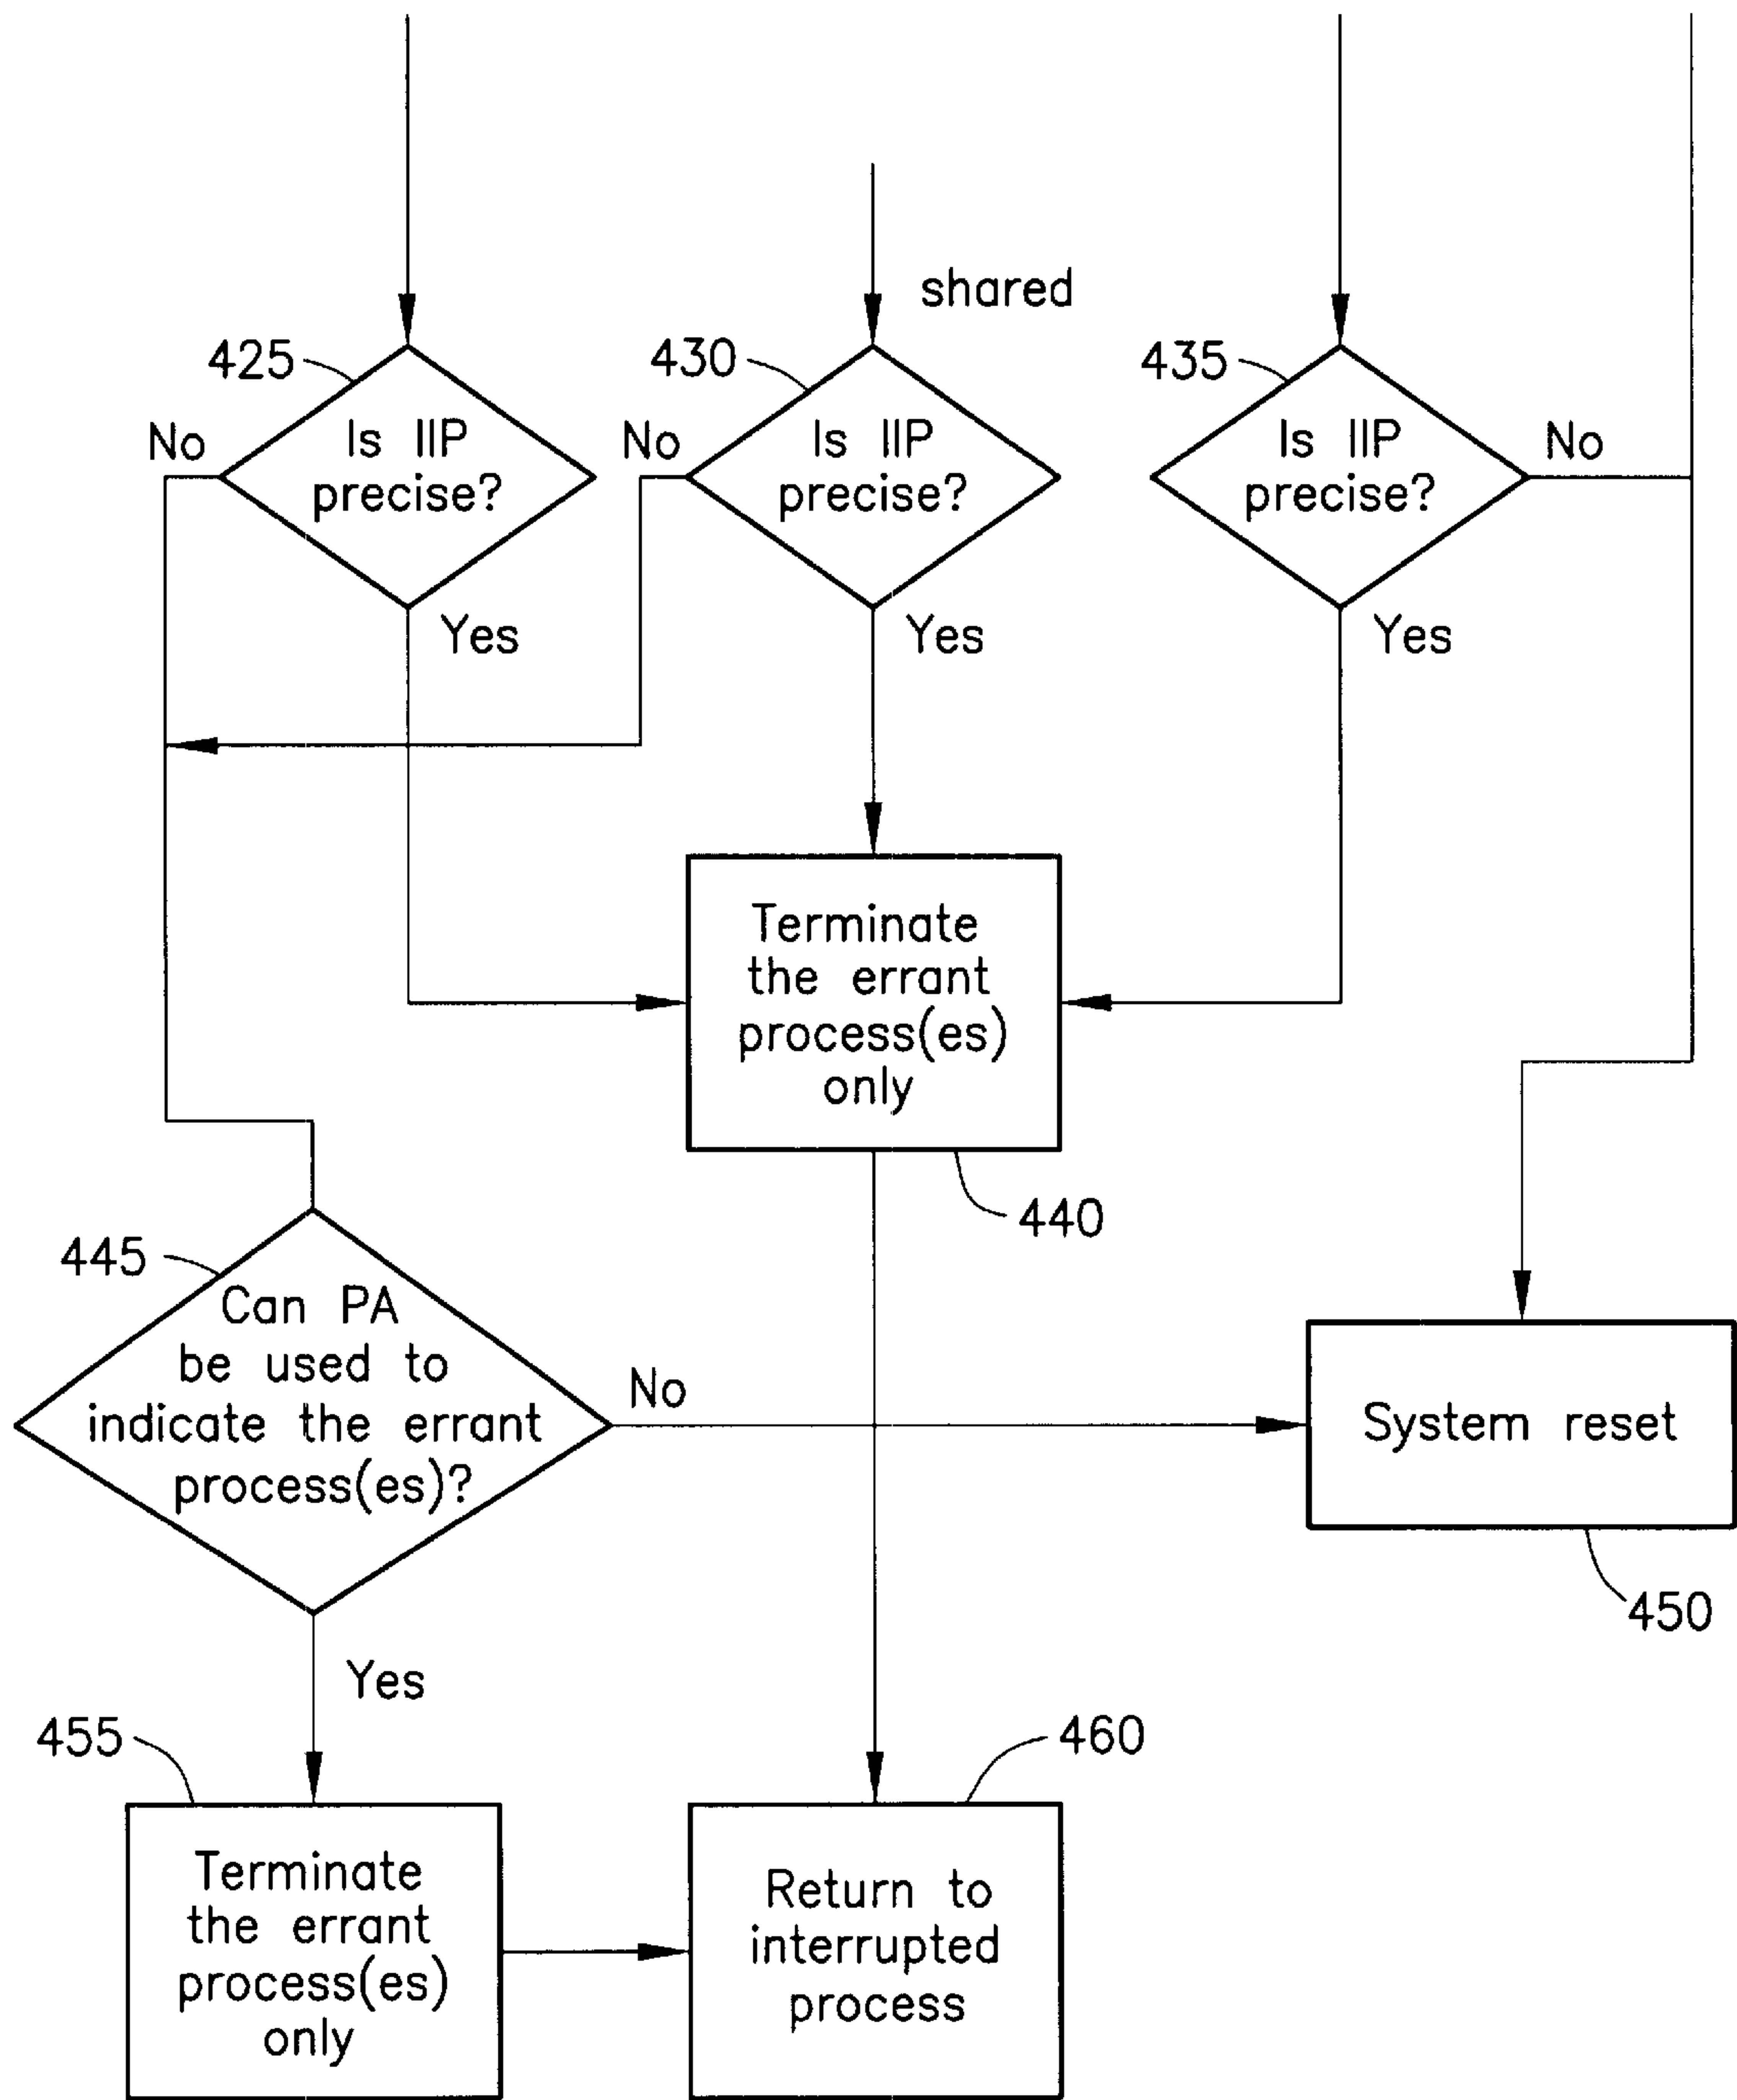 shared
425
430
435
No
Is IIP
precise?
Yes
No
Is IIP
precise?
Yes
Is IIP
precise?
No
Yes
Terminate
the errant
process(es)
only
440
445
Can PA
be used to
indicate the errant
process(es)?
No
System reset
450
Yes
455
460
Terminate
the errant
process(es)
only
Return to
interrupted
process